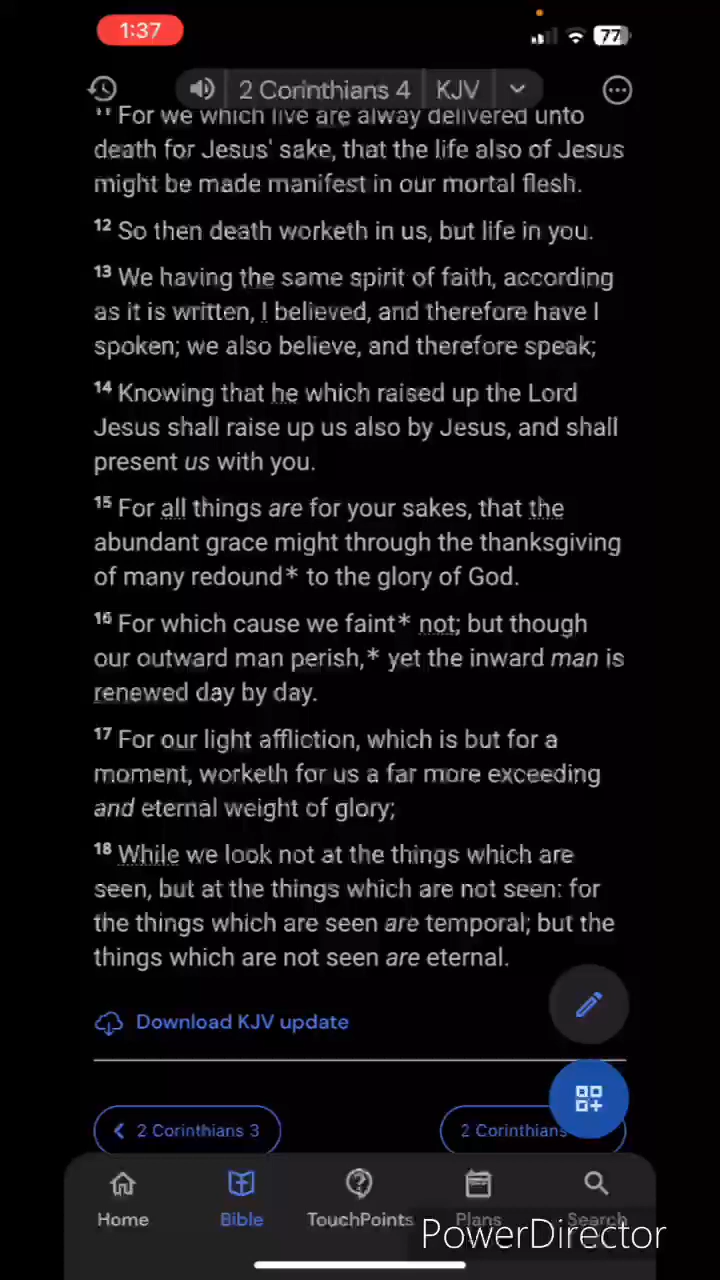 1:37
77
2 Corinthians 4 KJV
11 For we which live are alway delivered unto
death for Jesus' sake, that the life also of Jesus
might be made manifest in our mortal flesh.
12 So then death worketh in us, but life in you.
13 We having the same spirit of faith, according
as it is written, I believed, and therefore have I
spoken; we also believe, and therefore speak;
14 Knowing that he which raised up the Lord
Jesus shall raise up us also by Jesus, and shall
present us with you.
15 For all things are for your sakes, that the
abundant grace might through the thanksgiving
of many redound* to the glory of God.
16 For which cause we faint* not; but though
our outward man perish,* yet the inward man is
renewed day by day.
17 For our light affliction, which is but for a
moment, worketh for us a far more exceeding
and eternal weight of glory;
18 While we look not at the things which are
seen, but at the things which are not seen: for
the things which are seen are temporal; but the
things which are not seen are eternal.
Download KJV update
2 Corinthians 3 2 Corinthians
Home Bible TouchPoints Plans Search
PowerDirector